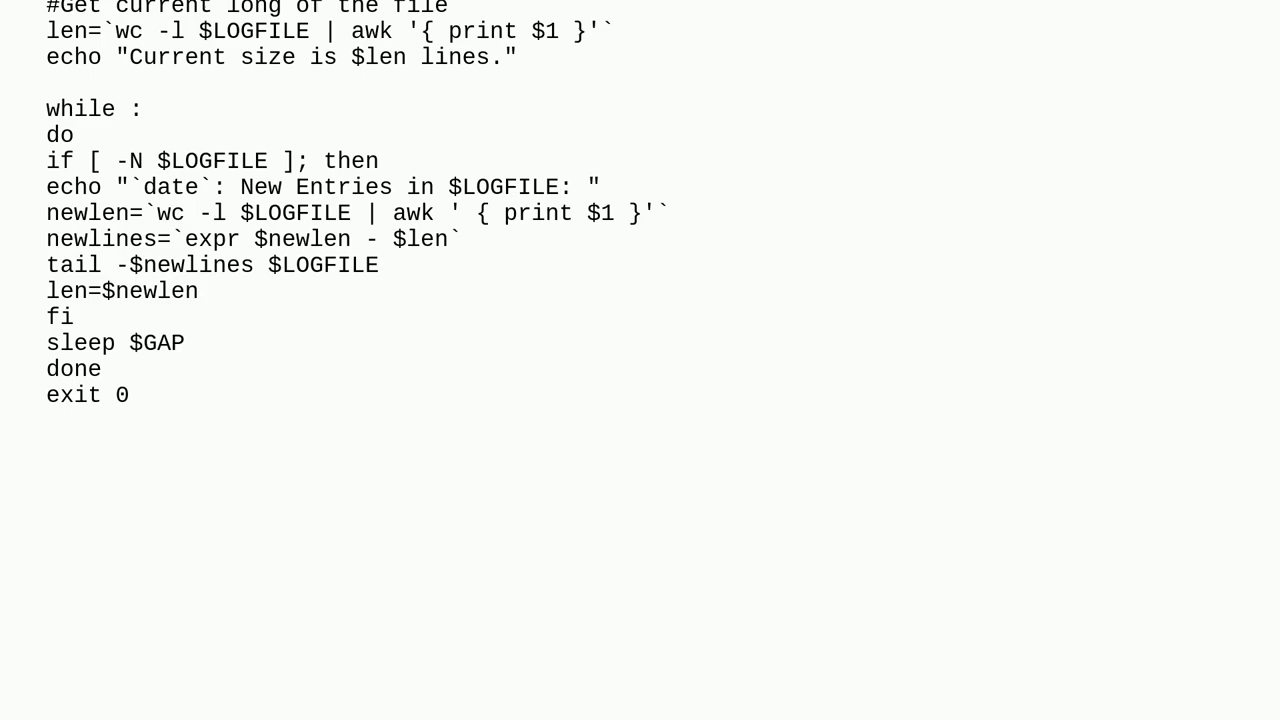 #Get current long of the file
len=`wc -l $LOGFILE | awk '{ print $1 }'`
echo "Current size is $len lines."
while :
do
if [ -N $LOGFILE ]; then
echo "`date`: New Entries in $LOGFILE: "
newlen=`wc -l $LOGFILE | awk ' { print $1 }'`
newlines=`expr $newlen - $len`
tail -$newlines $LOGFILE
len=$newlen
fi
sleep $GAP
done
exit 0